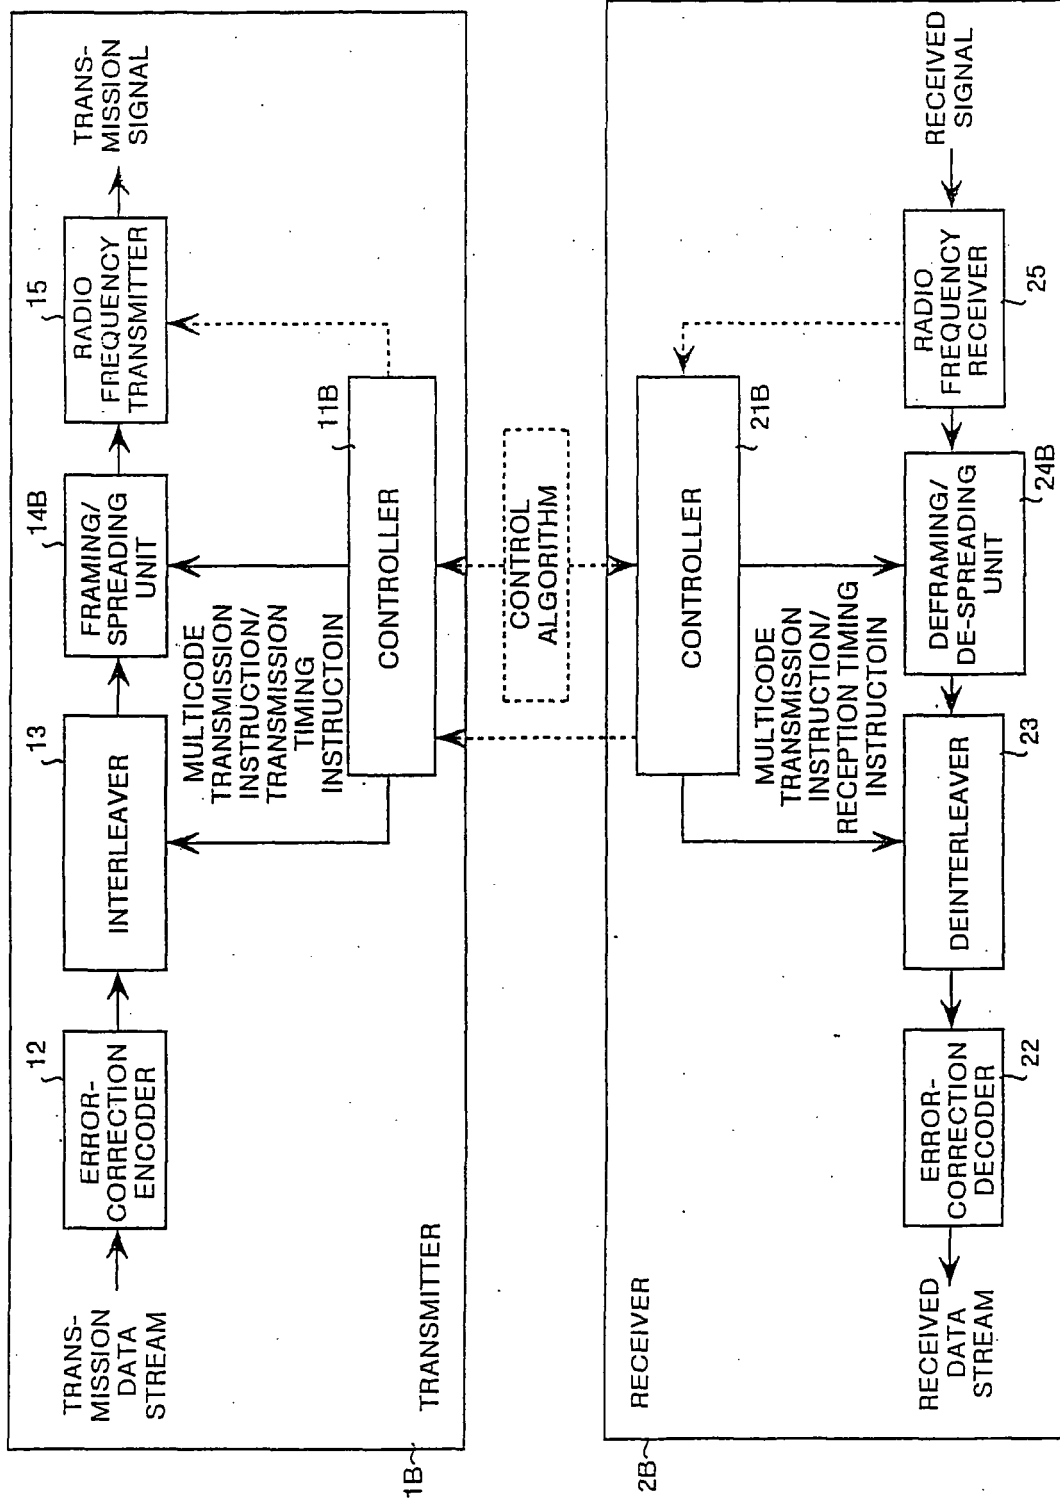 TRANS-
MISSION
DATA
STREAM
12
ERROR-
CORRECTION
ENCODER
13
INTERLEAVER
14B
FRAMING/
SPREADING
UNIT
15
RADIO
FREQUENCY
TRANSMITTER
TRANS-
MISSION
SIGNAL
MULTICODE
TRANSMISSION
INSTRUCTION/
TRANSMISSION
TIMING
INSTRUCTOIN
11B
CONTROLLER
TRANSMITTER
1B
CONTROL
ALGORITHM
2B
RECEIVER
CONTROLLER
21B
MULTICODE
TRANSMISSION
INSTRUCTION/
RECEPTION TIMING
INSTRUCTOIN
RECEIVED
DATA
STREAM
ERROR-
CORRECTION
DECODER
22
DEINTERLEAVER
23
DEFRAMING/
DE-SPREADING
UNIT
24B
RADIO
FREQUENCY
RECEIVER
25
RECEIVED
SIGNAL